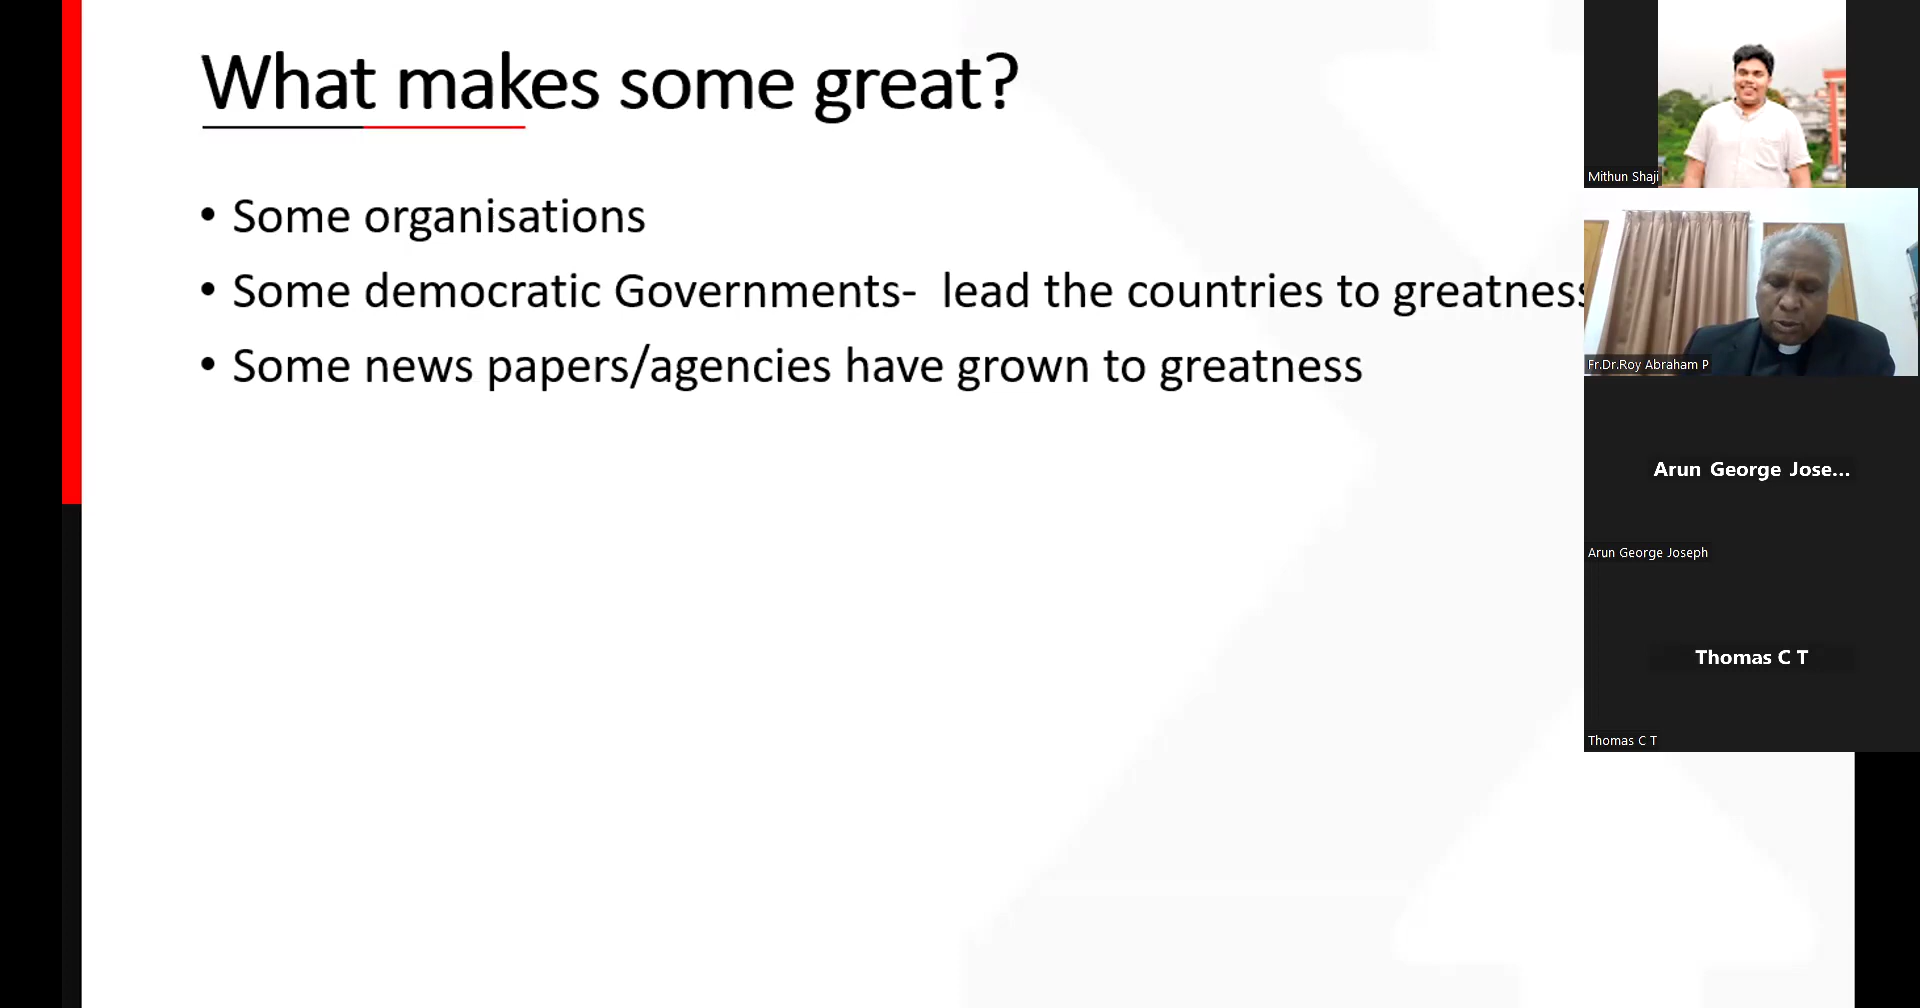 What makes some great?
• Some organisations
• Some democratic Governments-  lead the countries to greatness
• Some news papers/agencies have grown to greatness
Mithun Shaji
Fr.Dr.Roy Abraham P
Arun George Jose...
Arun George Joseph
Thomas C T
Thomas C T